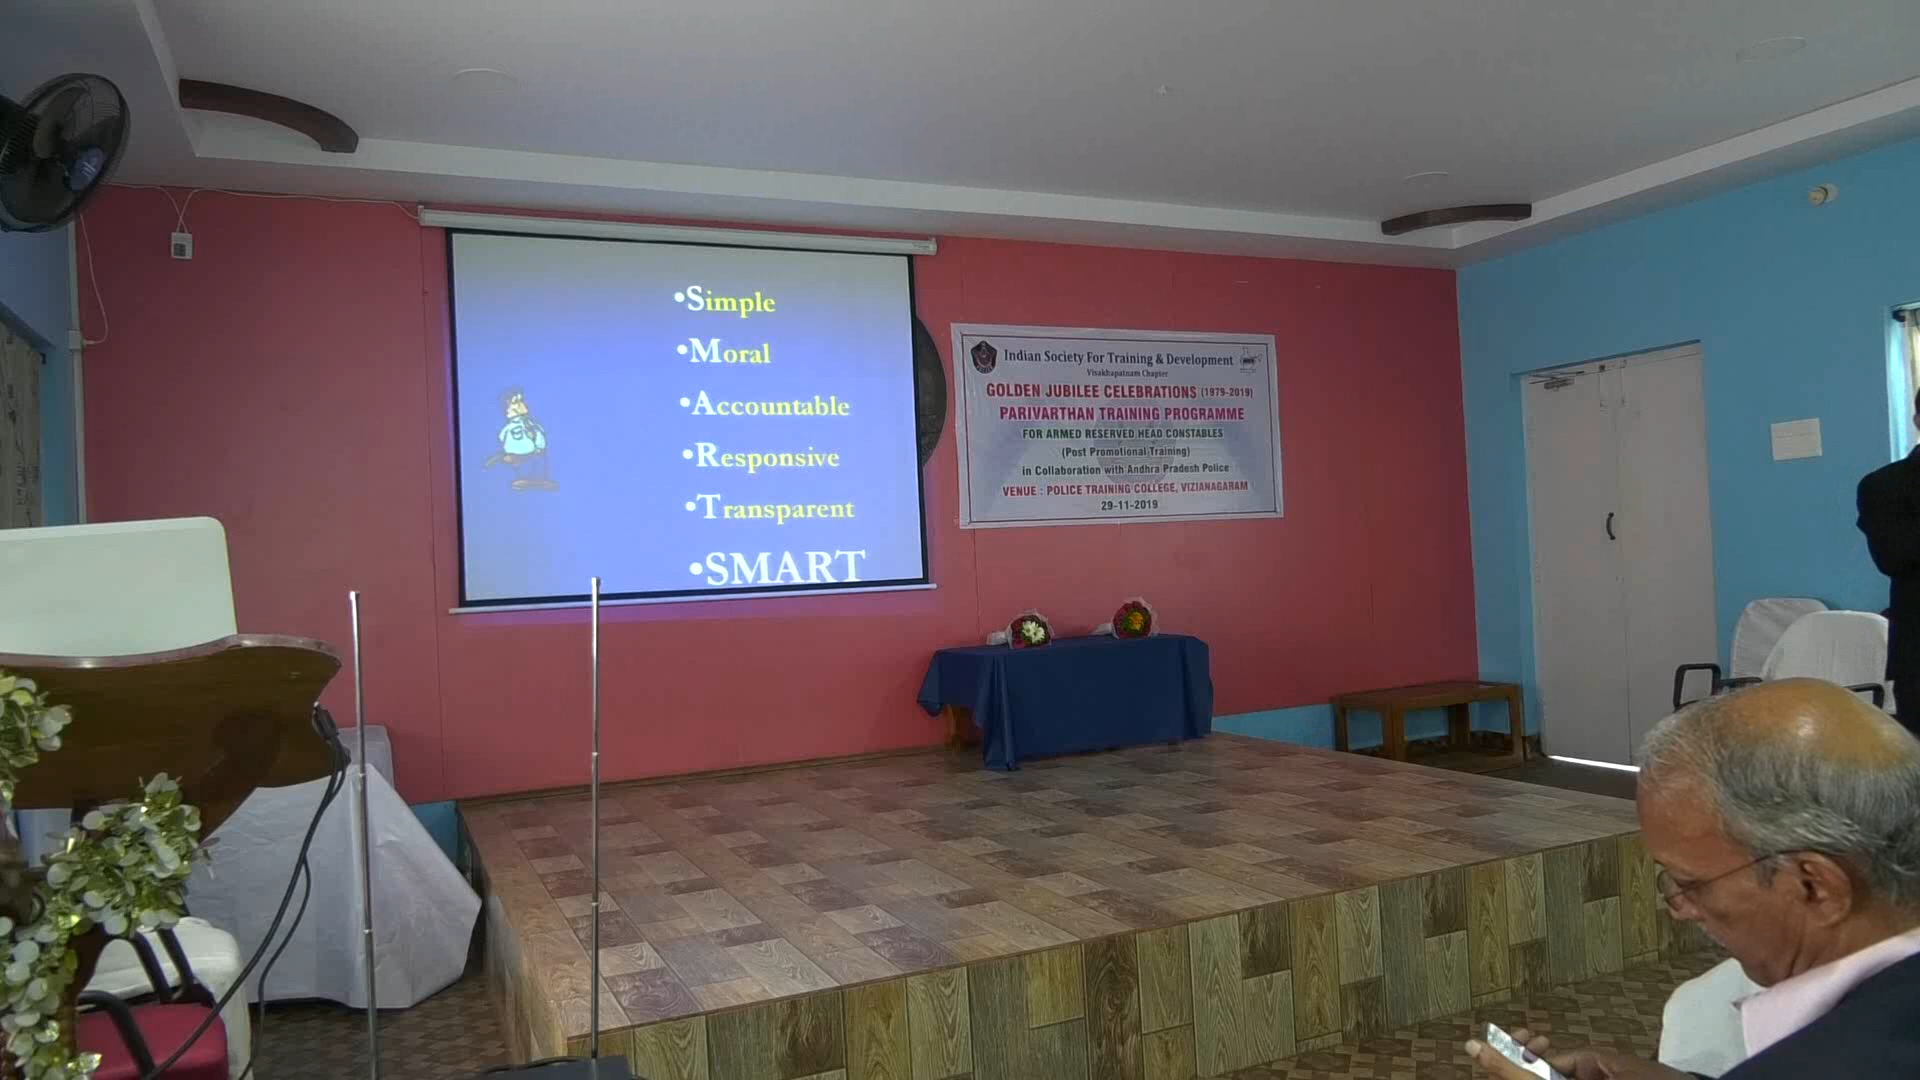 •Simple
•Moral
•Accountable
•Responsive
•Transparent
•SMART
Indian Society For Training & Development
Visakhapatnam Chapter
GOLDEN JUBILEE CELEBRATIONS (1979-2019)
PARIVARTHAN TRAINING PROGRAMME
FOR ARMED RESERVED HEAD CONSTABLES
(Post Promotional Training)
in Collaboration with Andhra Pradesh Police
VENUE : POLICE TRAINING COLLEGE, VIZIANAGARAM
29-11-2019